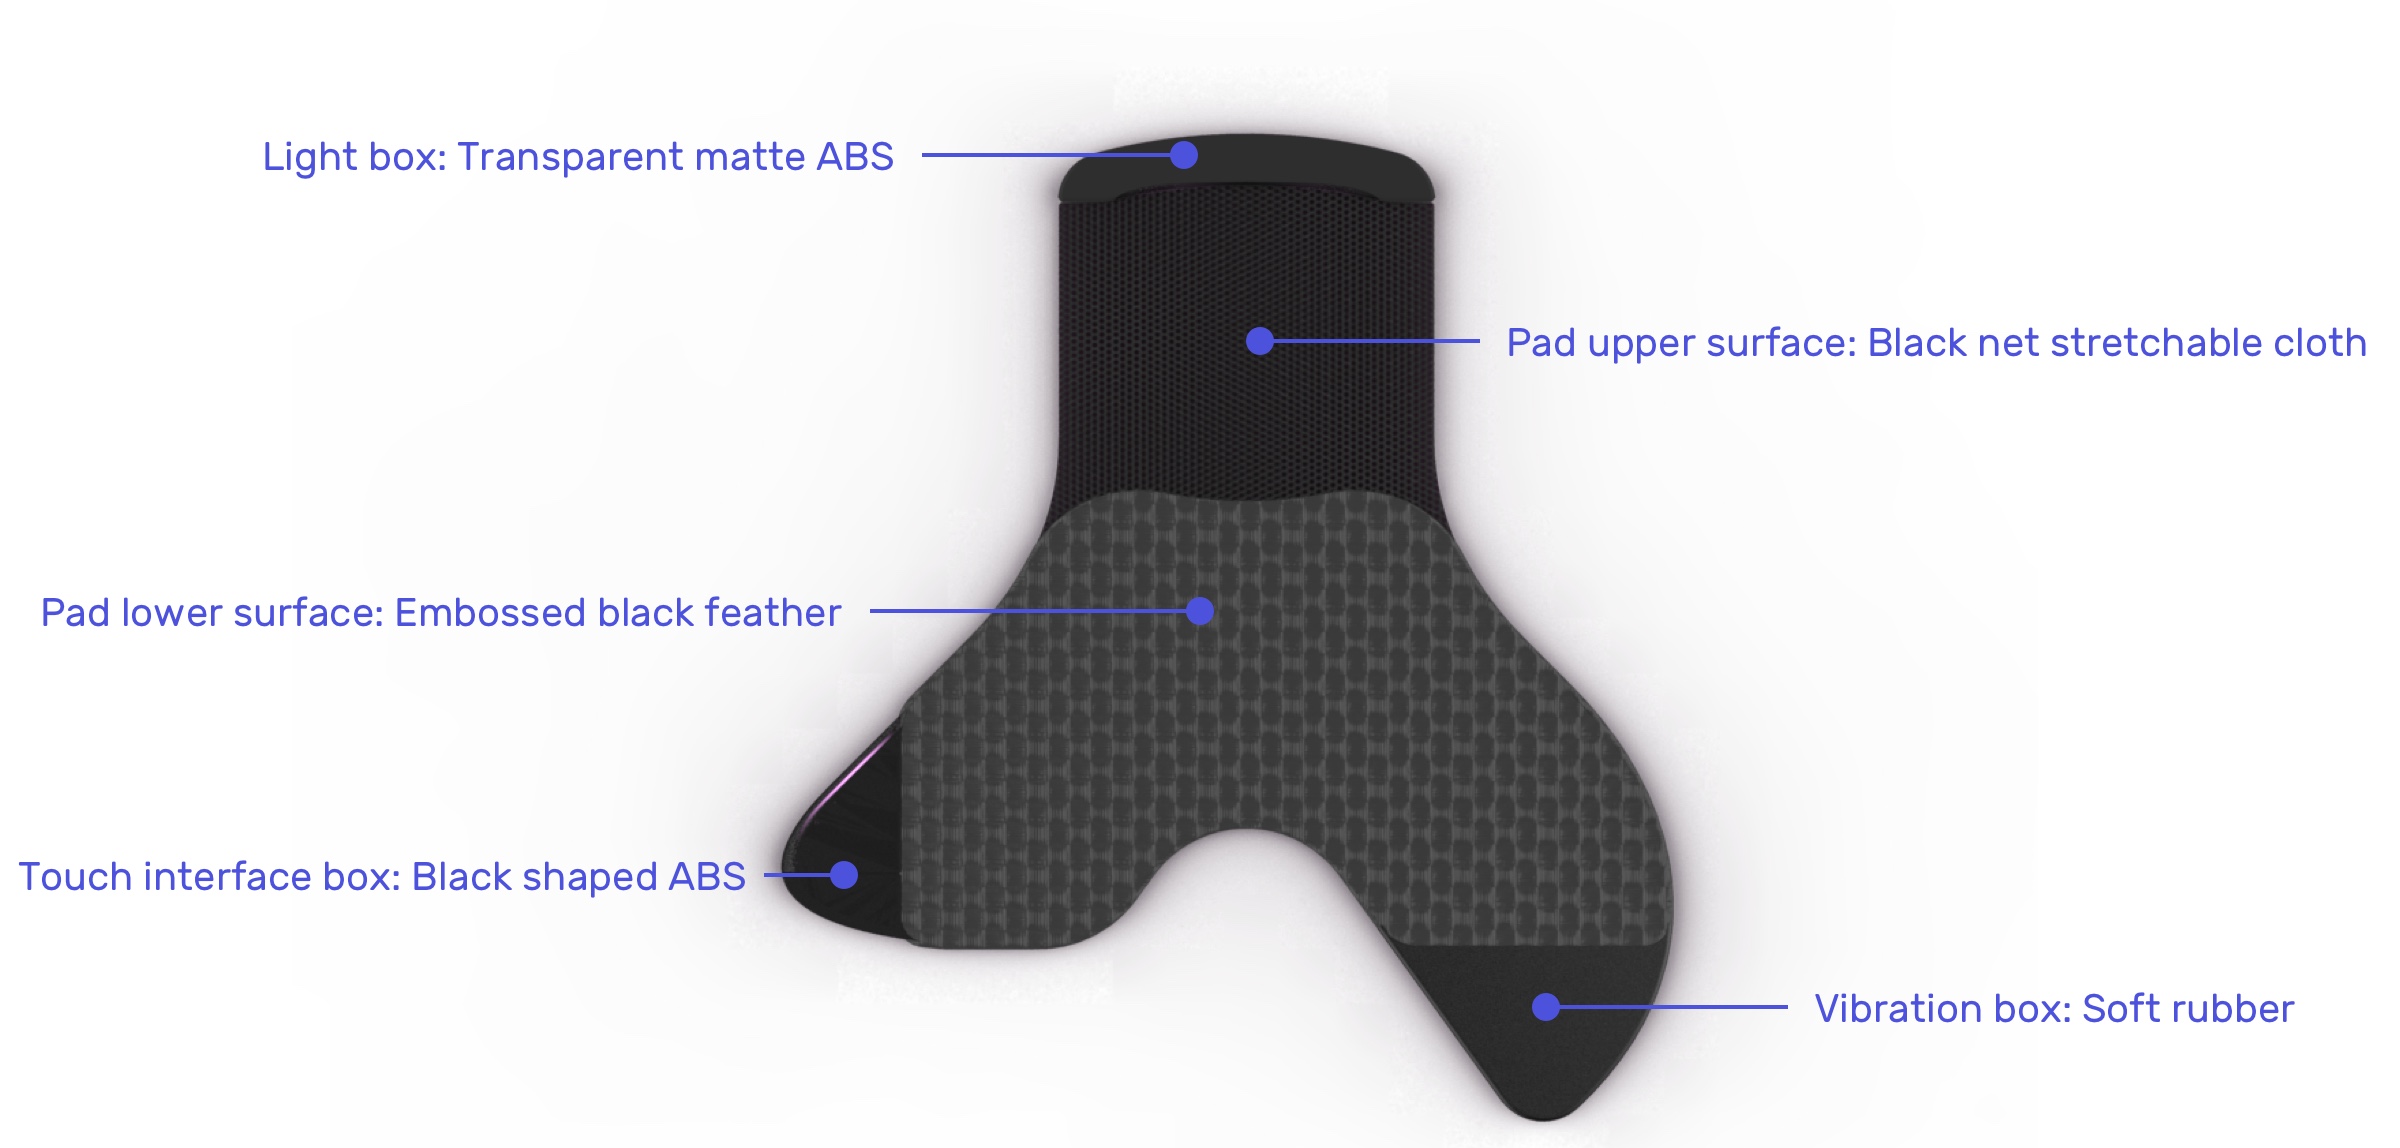 Light box: Transparent matte ABS
Pad upper surface: Black net stretchable cloth
Pad lower surface: Embossed black feather
Touch interface box: Black shaped ABS
Vibration box: Soft rubber